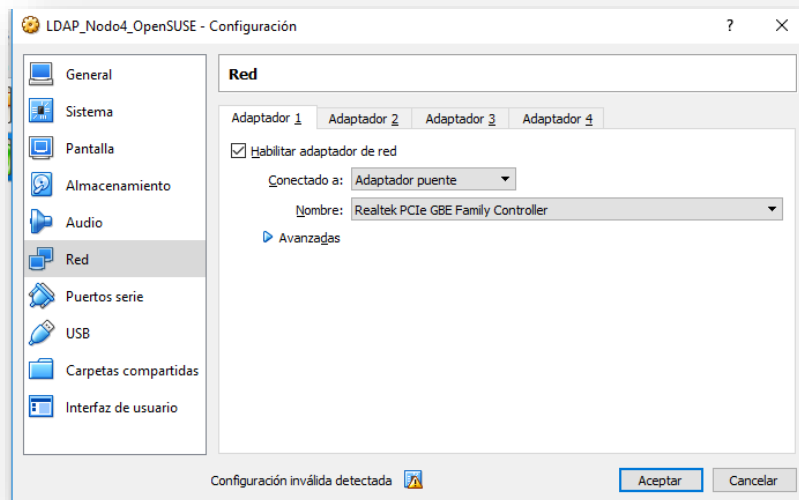 LDAP_Nodo4_OpenSUSE - Configuración
? ×
General
Sistema
Pantalla
Almacenamiento
Audio
Red
Puertos serie
USB
Carpetas compartidas
Interfaz de usuario
Red
Adaptador 1 Adaptador 2 Adaptador 3 Adaptador 4
Habilitar adaptador de red
Conectado a: Adaptador puente
Nombre: Realtek PCIe GBE Family Controller
Avanzadas
Configuración inválida detectada
Aceptar Cancelar